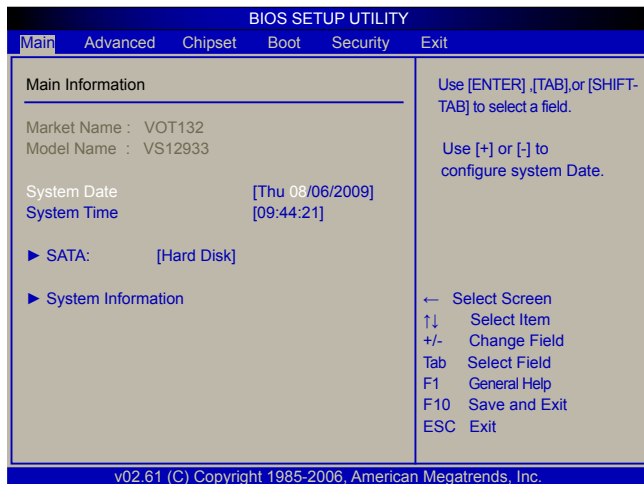 BIOS SETUP UTILITY
Main Advanced Chipset Boot Security Exit
Main Information
Market Name : VOT132
Model Name : VS12933
System Date [Thu 08/06/2009]
System Time [09:44:21]
► SATA: [Hard Disk]
► System Information
Use [ENTER] ,[TAB],or [SHIFT-
TAB] to select a field.
Use [+] or [-] to
configure system Date.
← Select Screen
↑↓ Select Item
+/- Change Field
Tab Select Field
F1 General Help
F10 Save and Exit
ESC Exit
v02.61 (C) Copyright 1985-2006, American Megatrends, Inc.